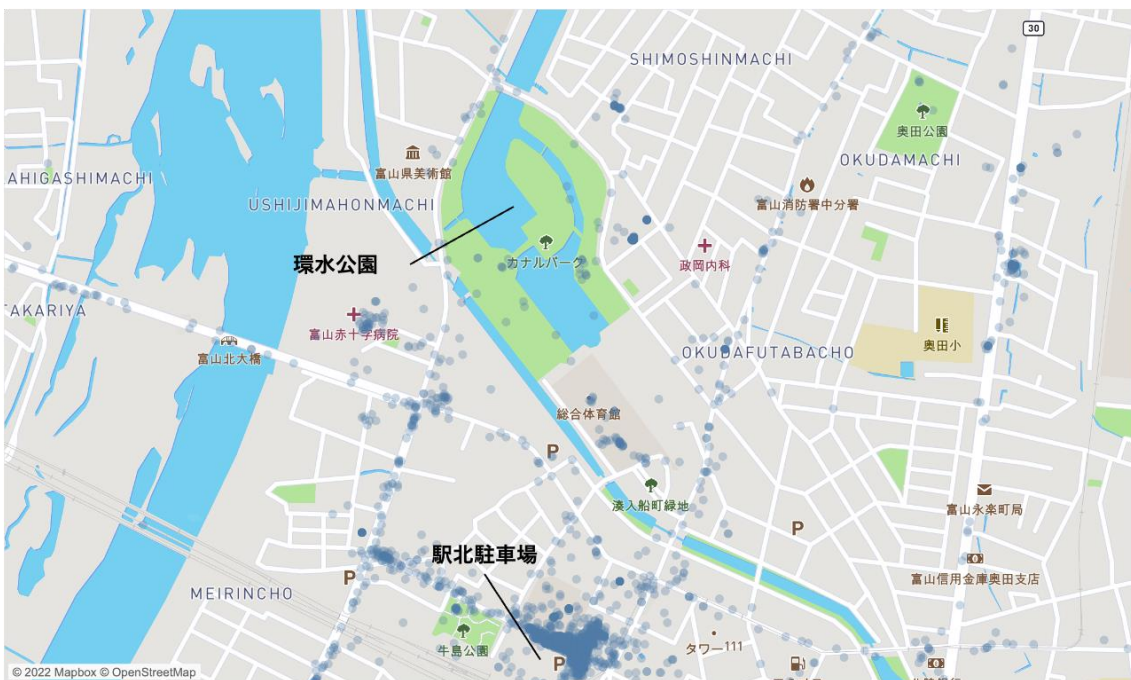 30
SHIMOSHINMACHI
奥田公園
OKUDAMACHI
富山県美術館
AHIGASHIMACHI
USHIJIMAHONMACHI
富山消防署中分署
環水公園
カナルパーク
政岡内科
TAKARIYA
富山赤十字病院
富山北大橋
OKUDAFUTABACHO
奥田小
総合体育館
P
湊入船町緑地
富山永楽町局
P
駅北駐車場
富山信用金庫奥田支店
P
MEIRINCHO
牛島公園
P
タワー111
© 2022 Mapbox © OpenStreetMap